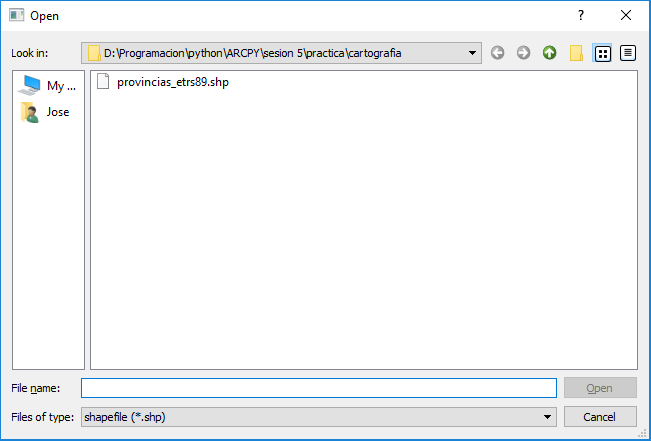 Open
?
Look in: D:\Programacion\python\ARCPY\sesion 5\practica\cartografia
My ...
Jose
provincias_etrs89.shp
File name: Open
Files of type: shapefile (*.shp) Cancel